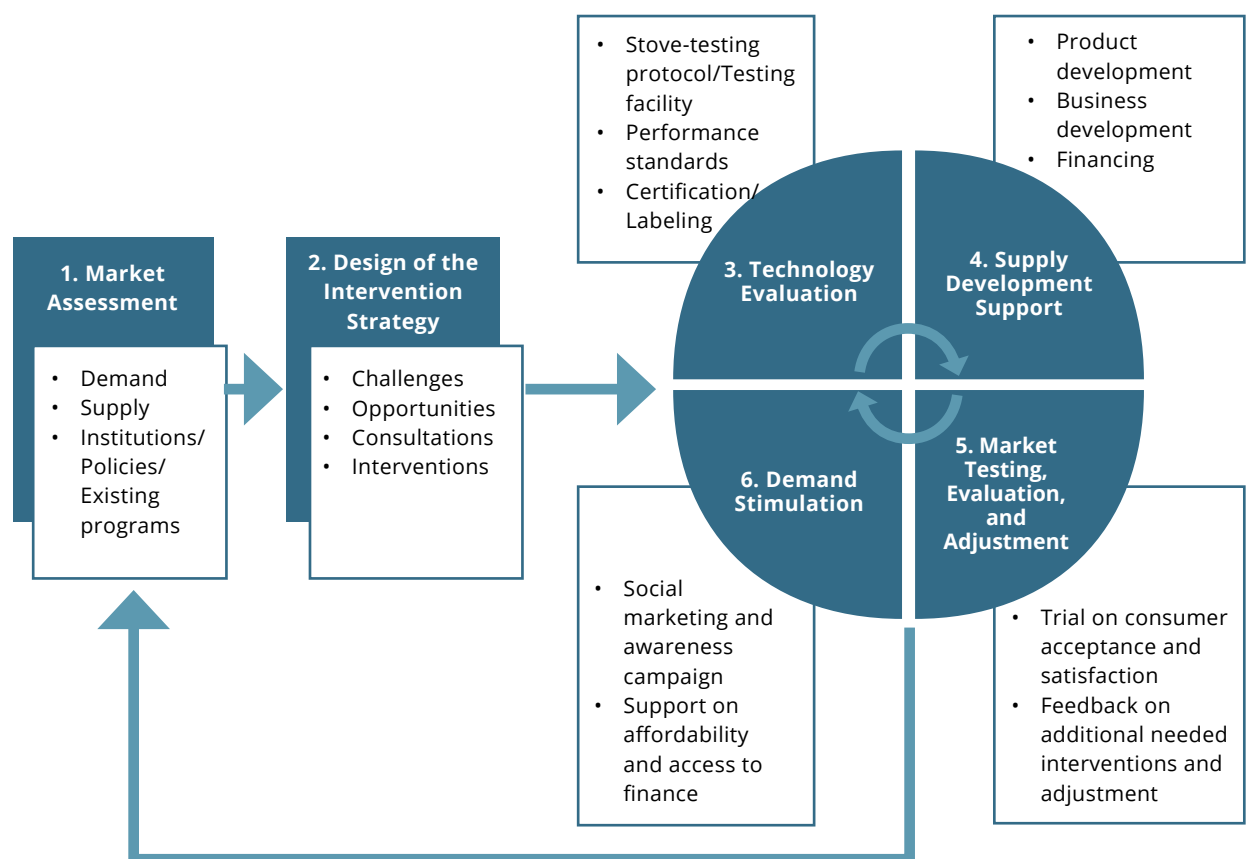 1. Market
Assessment
• Demand
• Supply
• Institutions/
Policies/
Existing
programs
2. Design of the
Intervention
Strategy
• Challenges
• Opportunities
• Consultations
• Interventions
• Stove-testing
protocol/Testing
facility
• Performance
standards
• Certification/
Labeling
3. Technology
Evaluation
• Product
development
• Business
development
• Financing
4. Supply
Development
Support
5. Market
Testing,
Evaluation,
and
Adjustment
• Trial on consumer
acceptance and
satisfaction
• Feedback on
additional needed
interventions and
adjustment
6. Demand
Stimulation
• Social
marketing and
awareness
campaign
• Support on
affordability
and access to
finance